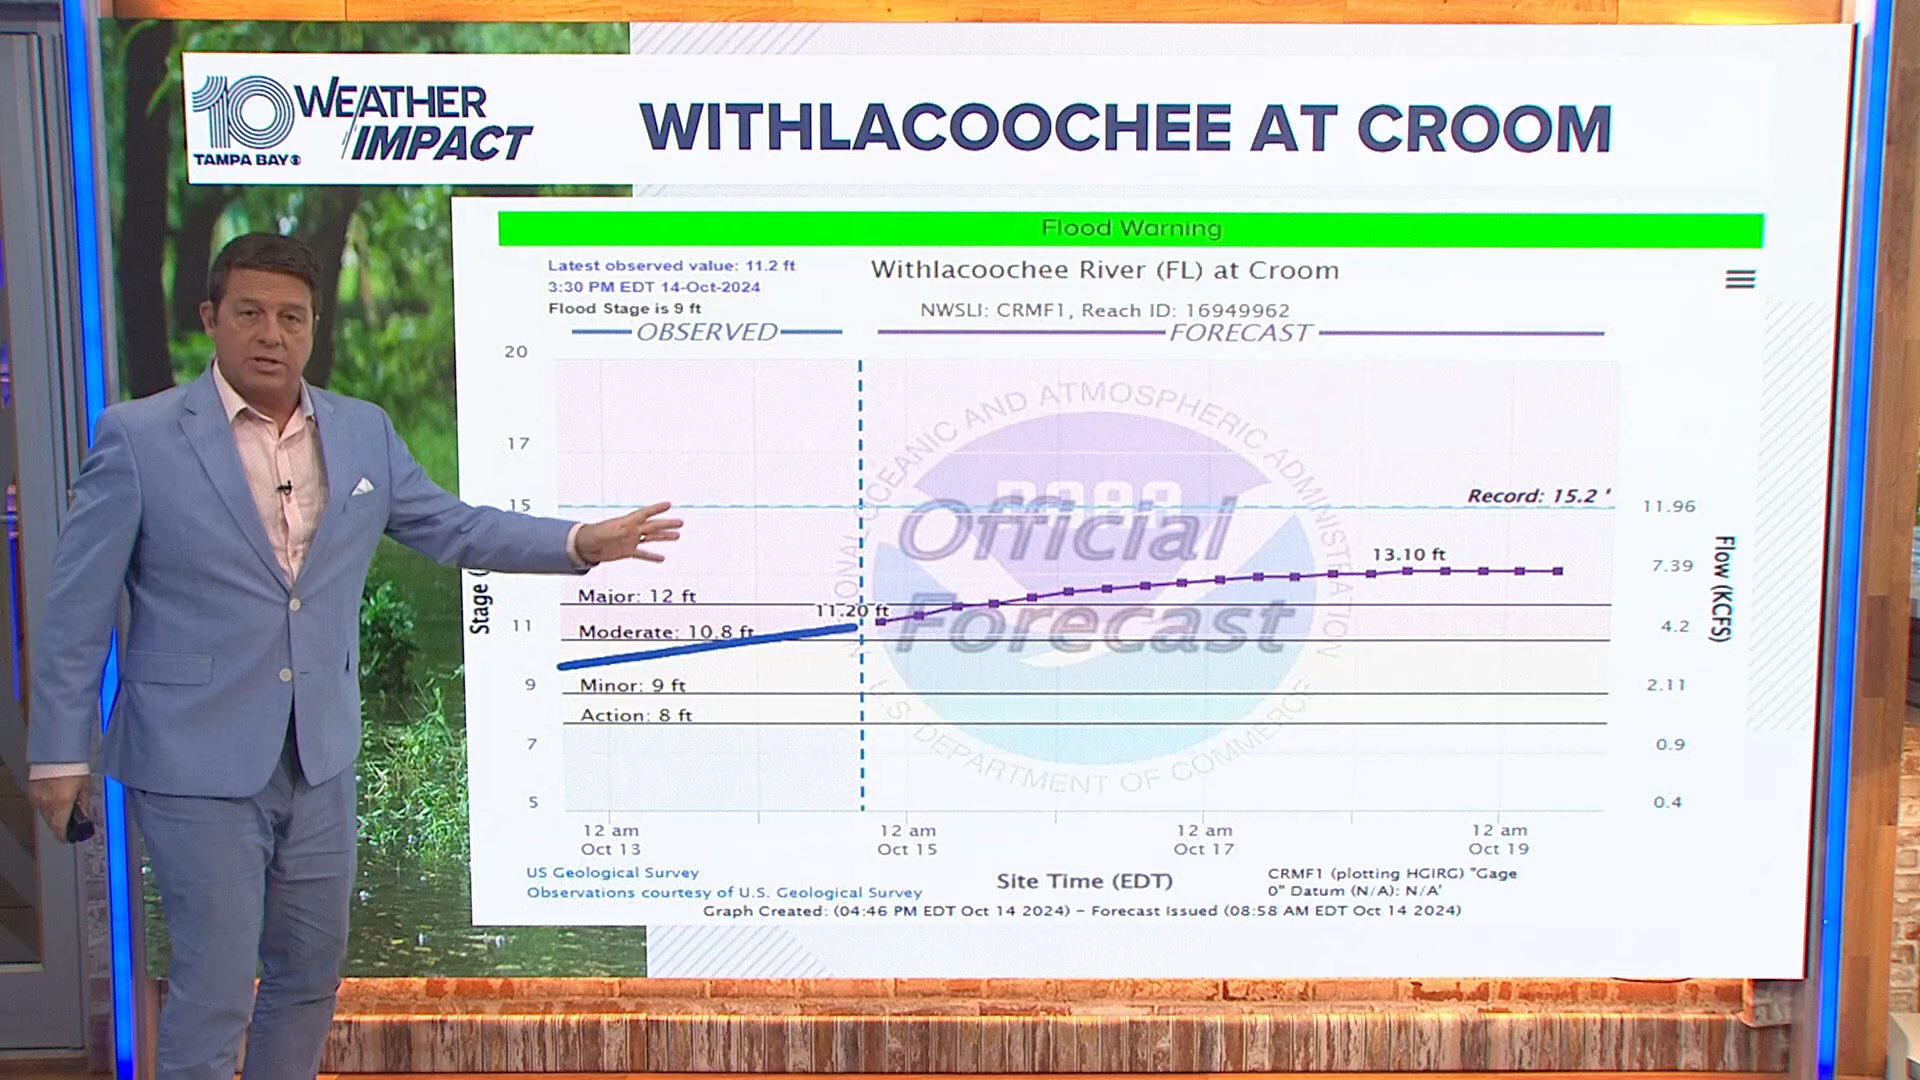 10 WEATHER
IMPACT
TAMPA BAY
WITHLACOOCHEE AT CROOM
Flood Warning
Latest observed value: 11.2 ft
3:30 PM EDT 14-Oct-2024
Flood Stage is 9 ft
Withlacoochee River (FL) at Croom
NWSLI: CRMF1, Reach ID: 16949962
OBSERVED
FORECAST
20
17
15
11
9
7
5
Stage
Record: 15.2 '
13.10 ft
11.20 ft
Major: 12 ft
Moderate: 10.8 ft
Minor: 9 ft
Action: 8 ft
OCEANIC AND ATMOSPHERIC ADMINISTRATION
NOAA
U.S. DEPARTMENT OF COMMERCE
Official
Forecast
11.96
7.39
4.2
2.11
0.9
0.4
Flow (KCFS)
12 am
Oct 13
12 am
Oct 15
12 am
Oct 17
12 am
Oct 19
Site Time (EDT)
US Geological Survey
Observations courtesy of U.S. Geological Survey
CRMF1 (plotting HGIRG) "Gage
0" Datum (N/A): N/A'
Graph Created: (04:46 PM EDT Oct 14 2024) - Forecast Issued (08:58 AM EDT Oct 14 2024)